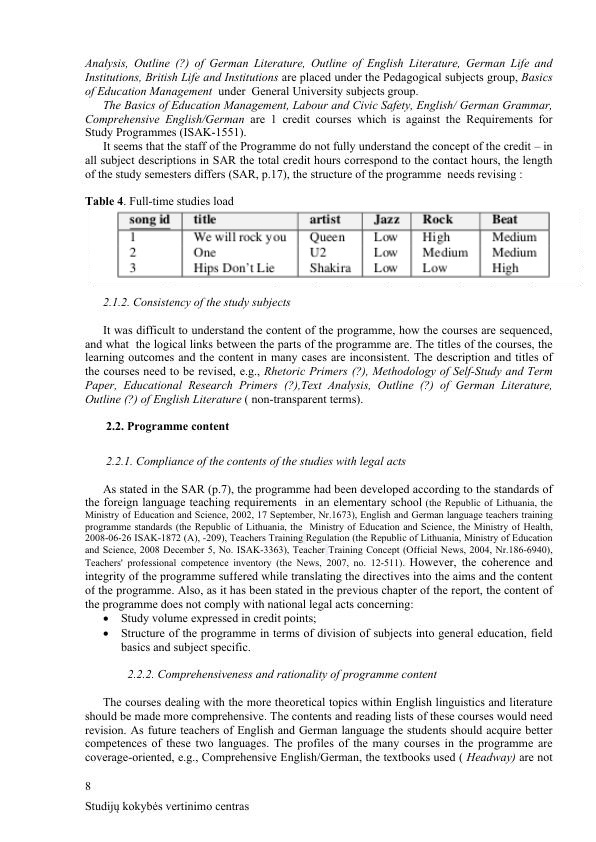 Analysis, Outline (?) of German Literature, Outline of English Literature, German Life and
Institutions, British Life and Institutions are placed under the Pedagogical subjects group, Basics
of Education Management under General University subjects group.
The Basics of Education Management, Labour and Civic Safety, English/ German Grammar,
Comprehensive English/German are 1 credit courses which is against the Requirements for
Study Programmes (ISAK-1551).
It seems that the staff of the Programme do not fully understand the concept of the credit – in
all subject descriptions in SAR the total credit hours correspond to the contact hours, the length
of the study semesters differs (SAR, p.17), the structure of the programme needs revising :
Table 4. Full-time studies load
song id title artist Jazz Rock Beat
1 We will rock you Queen Low High Medium
2 One U2 Low Medium Medium
3 Hips Don't Lie Shakira Low Low High
2.1.2. Consistency of the study subjects
It was difficult to understand the content of the programme, how the courses are sequenced,
and what the logical links between the parts of the programme are. The titles of the courses, the
learning outcomes and the content in many cases are inconsistent. The description and titles of
the courses need to be revised, e.g., Rhetoric Primers (?), Methodology of Self-Study and Term
Paper, Educational Research Primers (?),Text Analysis, Outline (?) of German Literature,
Outline (?) of English Literature ( non-transparent terms).
2.2. Programme content
2.2.1. Compliance of the contents of the studies with legal acts
As stated in the SAR (p.7), the programme had been developed according to the standards of
the foreign language teaching requirements in an elementary school (the Republic of Lithuania, the
Ministry of Education and Science, 2002, 17 September, Nr.1673), English and German language teachers training
programme standards (the Republic of Lithuania, the Ministry of Education and Science, the Ministry of Health,
2008-06-26 ISAK-1872 (A), -209), Teachers Training Regulation (the Republic of Lithuania, Ministry of Education
and Science, 2008 December 5, No. ISAK-3363), Teacher Training Concept (Official News, 2004, Nr.186-6940),
Teachers' professional competence inventory (the News, 2007, no. 12-511). However, the coherence and
integrity of the programme suffered while translating the directives into the aims and the content
of the programme. Also, as it has been stated in the previous chapter of the report, the content of
the programme does not comply with national legal acts concerning:
• Study volume expressed in credit points;
• Structure of the programme in terms of division of subjects into general education, field
basics and subject specific.
2.2.2. Comprehensiveness and rationality of programme content
The courses dealing with the more theoretical topics within English linguistics and literature
should be made more comprehensive. The contents and reading lists of these courses would need
revision. As future teachers of English and German language the students should acquire better
competences of these two languages. The profiles of the many courses in the programme are
coverage-oriented, e.g., Comprehensive English/German, the textbooks used ( Headway) are not
8
Studijų kokybės vertinimo centras